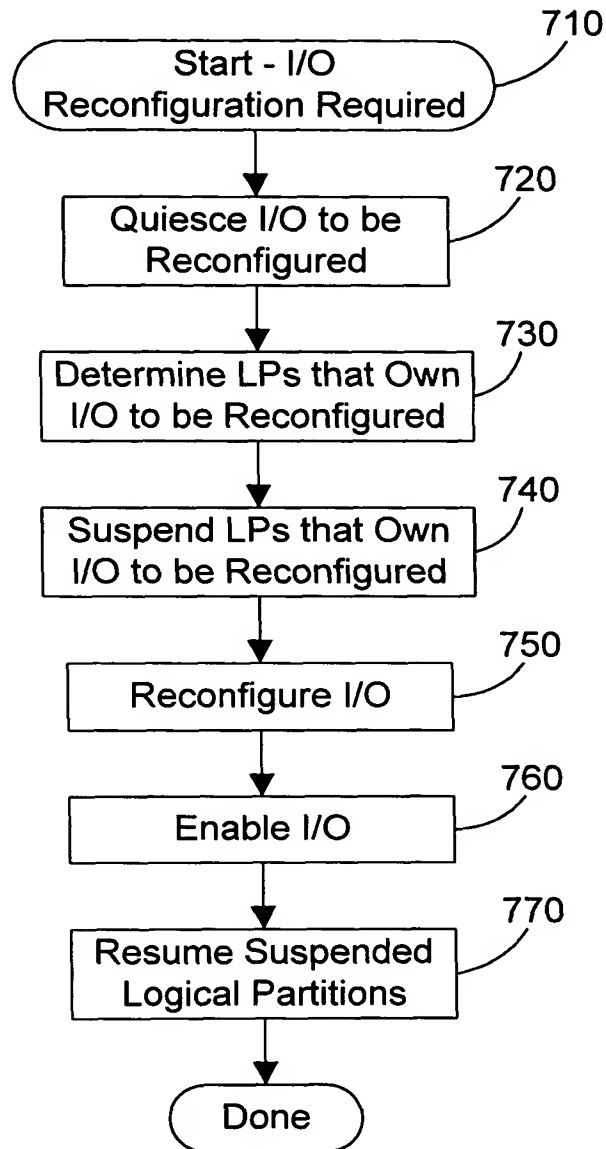 710
Start - I/O
Reconfiguration Required
720
Quiesce I/O to be
Reconfigured
730
Determine LPs that Own
I/O to be Reconfigured
740
Suspend LPs that Own
I/O to be Reconfigured
750
Reconfigure I/O
760
Enable I/O
770
Resume Suspended
Logical Partitions
Done